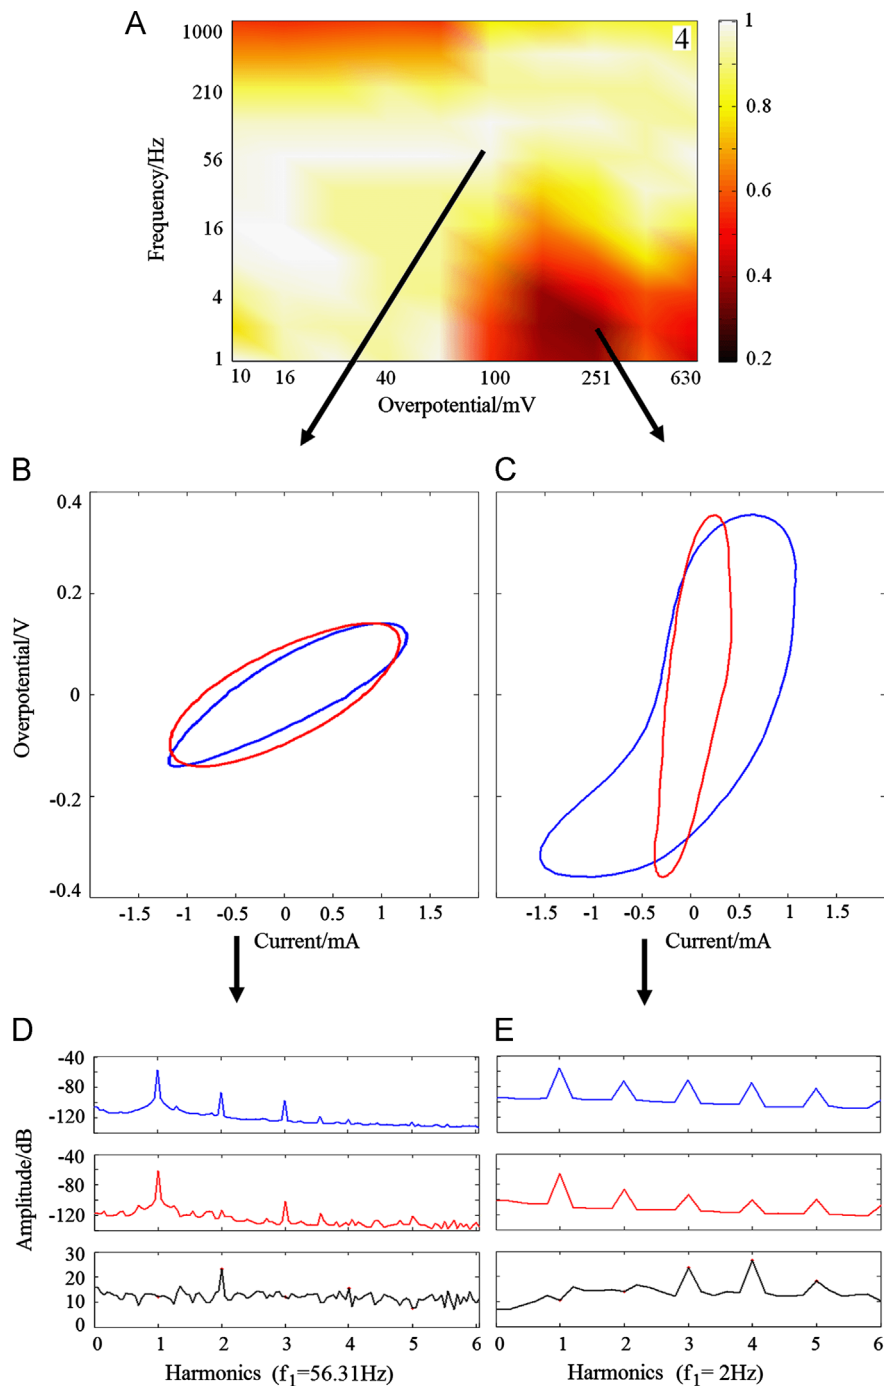 A
4
1000
210
56
16
4
1
Frequency/Hz
10 16 40 100 251 630
Overpotential/mV
1
0.8
0.6
0.4
0.2
B
0.4
0.2
0
-0.2
-0.4
Overpotential/V
-1.5 -1 -0.5 0 0.5 1 1.5
Current/mA
C
-1.5 -1 -0.5 0 0.5 1 1.5
Current/mA
D
-40
-80
-120
-40
-80
-120
30
20
10
0
Amplitude/dB
0 1 2 3 4 5 6
Harmonics (f1=56.31Hz)
E
0 1 2 3 4 5 6
Harmonics (f1= 2Hz)